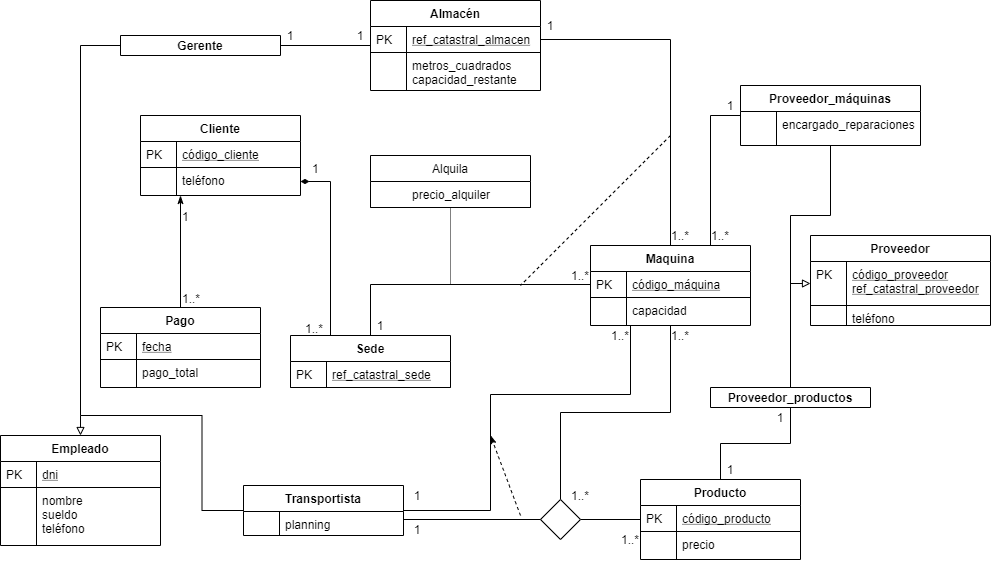 Almacén
PK ref_catastral_almacen
metros_cuadrados
capacidad_restante
1
Gerente
1
1
Proveedor_máquinas
encargado_reparaciones
1
Cliente
PK código_cliente
teléfono
1
1
Alquila
precio_alquiler
1..*
1..*
Proveedor
PK código_proveedor
ref_catastral_proveedor
teléfono
Maquina
PK código_máquina
capacidad
1..*
1..*
1..*
1..*
Pago
PK fecha
pago_total
1..*
1
Sede
PK ref_catastral_sede
Proveedor_productos
1
1
Empleado
PK dni
nombre
sueldo
teléfono
Transportista
planning
1
1
1..*
1..*
Producto
PK código_producto
precio